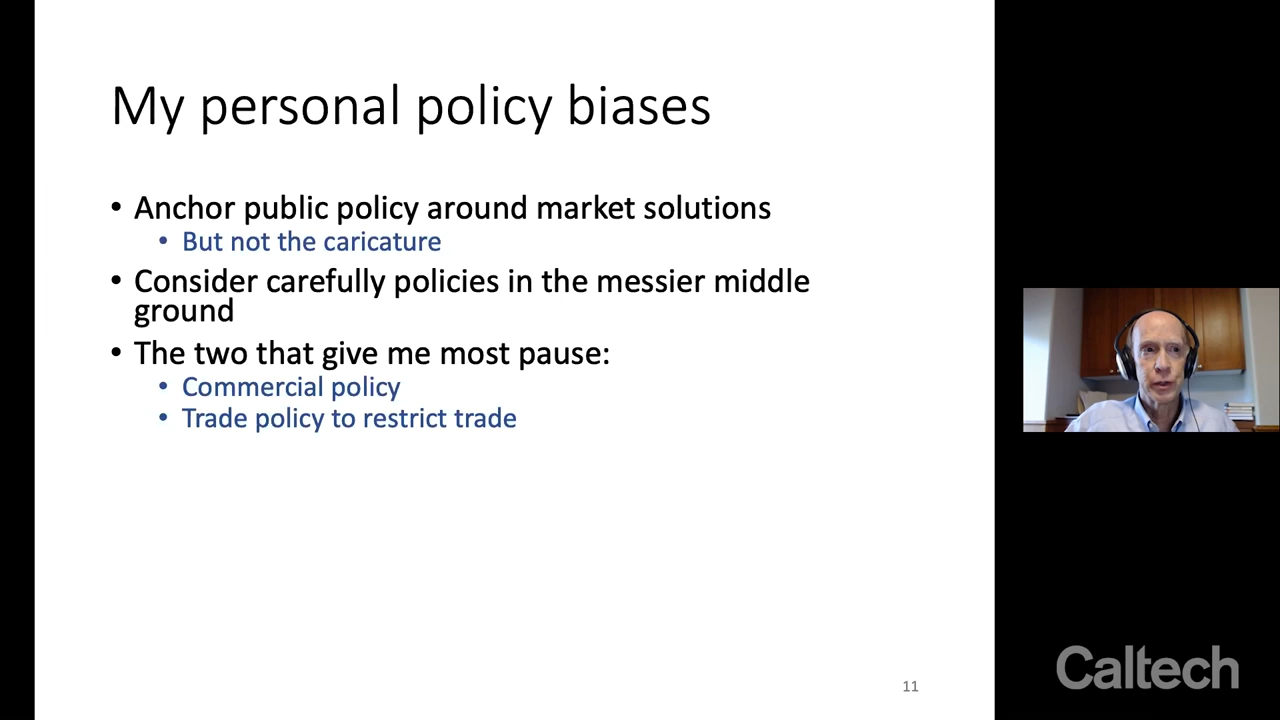 My personal policy biases
• Anchor public policy around market solutions
• But not the caricature
• Consider carefully policies in the messier middle
ground
• The two that give me most pause:
• Commercial policy
• Trade policy to restrict trade
11
Caltech